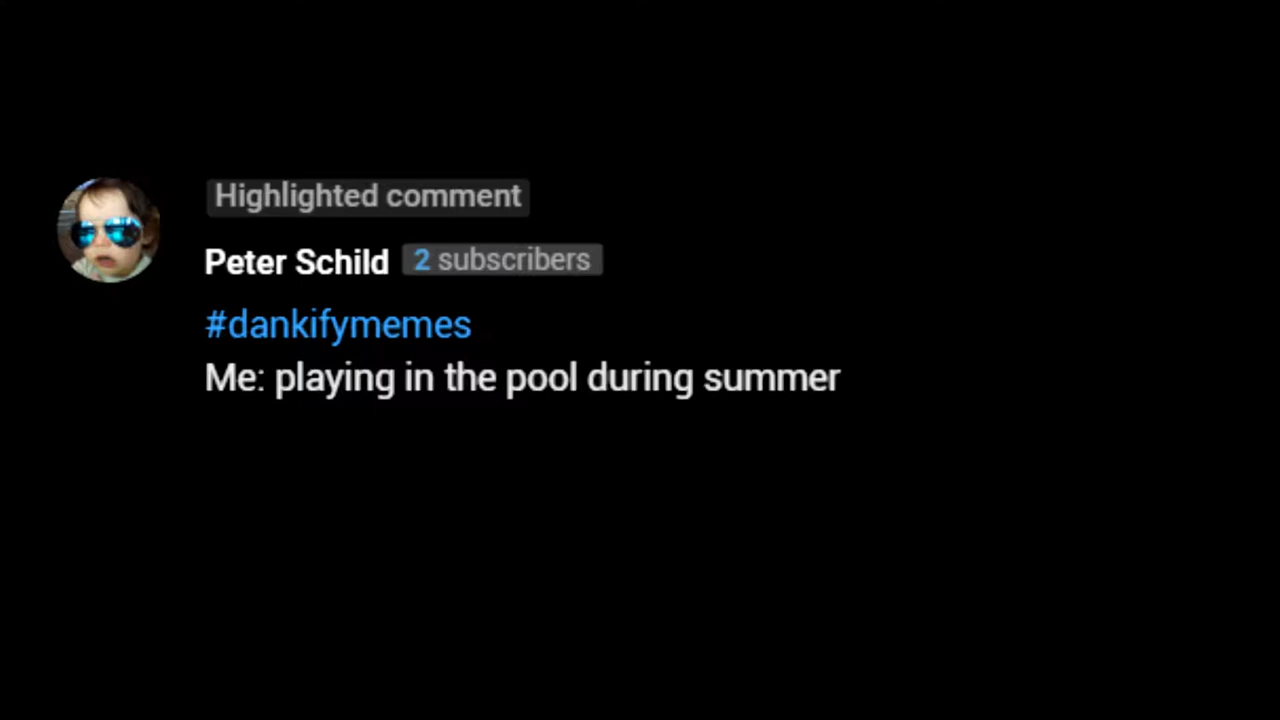 Highlighted comment
Peter Schild 2 subscribers
#dankifymemes
Me: playing in the pool during summer